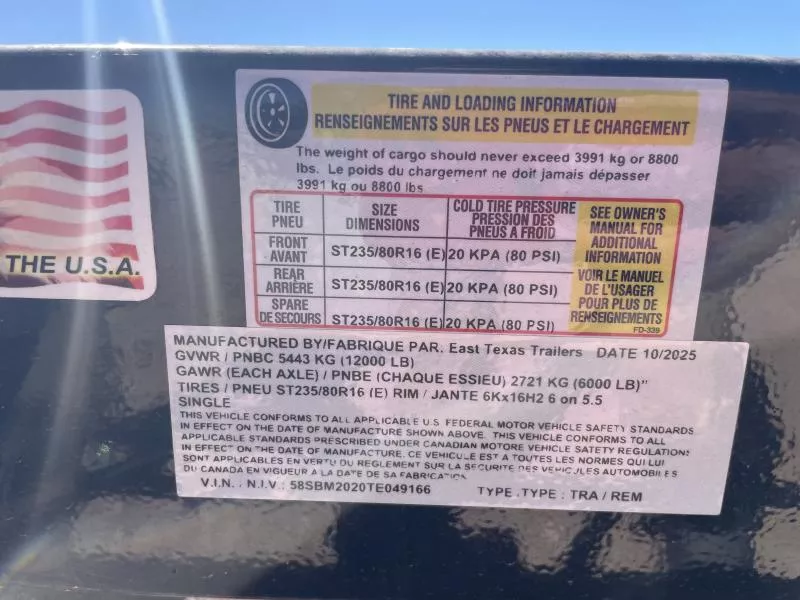 THE U.S.A.
TIRE AND LOADING INFORMATION
RENSEIGNEMENTS SUR LES PNEUS ET LE CHARGEMENT
The weight of cargo should never exceed 3991 kg or 8800
lbs. Le poids du chargement ne doit jamais dépasser
3991 kg ou 8800 lbs
TIRE
PNEU
SIZE
DIMENSIONS
COLD TIRE PRESSURE
PRESSION DES
PNEUS A FROID
SEE OWNER'S
MANUAL FOR
ADDITIONAL
INFORMATION
VOIR LE MANUEL
DE L'USAGER
POUR PLUS DE
RENSEIGNEMENTS
FRONT
AVANT
ST235/80R16 (E) 20 KPA (80 PSI)
REAR
ARRIÈRE
ST235/80R16 (E) 20 KPA (80 PSI)
SPARE
DE SECOURS
ST235/80R16 (E) 20 KPA (80 PSI)
FD-339
MANUFACTURED BY/FABRIQUE PAR. East Texas Trailers DATE 10/2025
GVWR / PNBC 5443 KG (12000 LB)
GAWR (EACH AXLE) / PNBE (CHAQUE ESSIEU) 2721 KG (6000 LB)"
TIRES / PNEU ST235/80R16 (E) RIM / JANTE 6Kx16H2 6 on 5.5
SINGLE
THIS VEHICLE CONFORMS TO ALL APPLICABLE U.S. FEDERAL MOTOR VEHICLE SAFETY STANDARDS
IN EFFECT ON THE DATE OF MANUFACTURE SHOWN ABOVE. THIS VEHICLE CONFORMS TO ALL
APPLICABLE STANDARDS PRESCRIBED UNDER CANADIAN MOTORE VEHICLE SATETY REGULATIONS
IN EFFECT ON THE DATE OF MANUFACTURE. CE VEHICULE EST A TOUTES LES NORMES QUI LUI
SONT APPLICABLES EN VERTU DU REGLEMENT SUR LA SECURITE DES VEHICULES AUTOMOBILES
DU CANADA EN VIGUEUR A LA DATE DE SA FABRICATION
V.I.N. . N.I.V.: 58SBM2020TE049166 TYPE .TYPE : TRA / REM